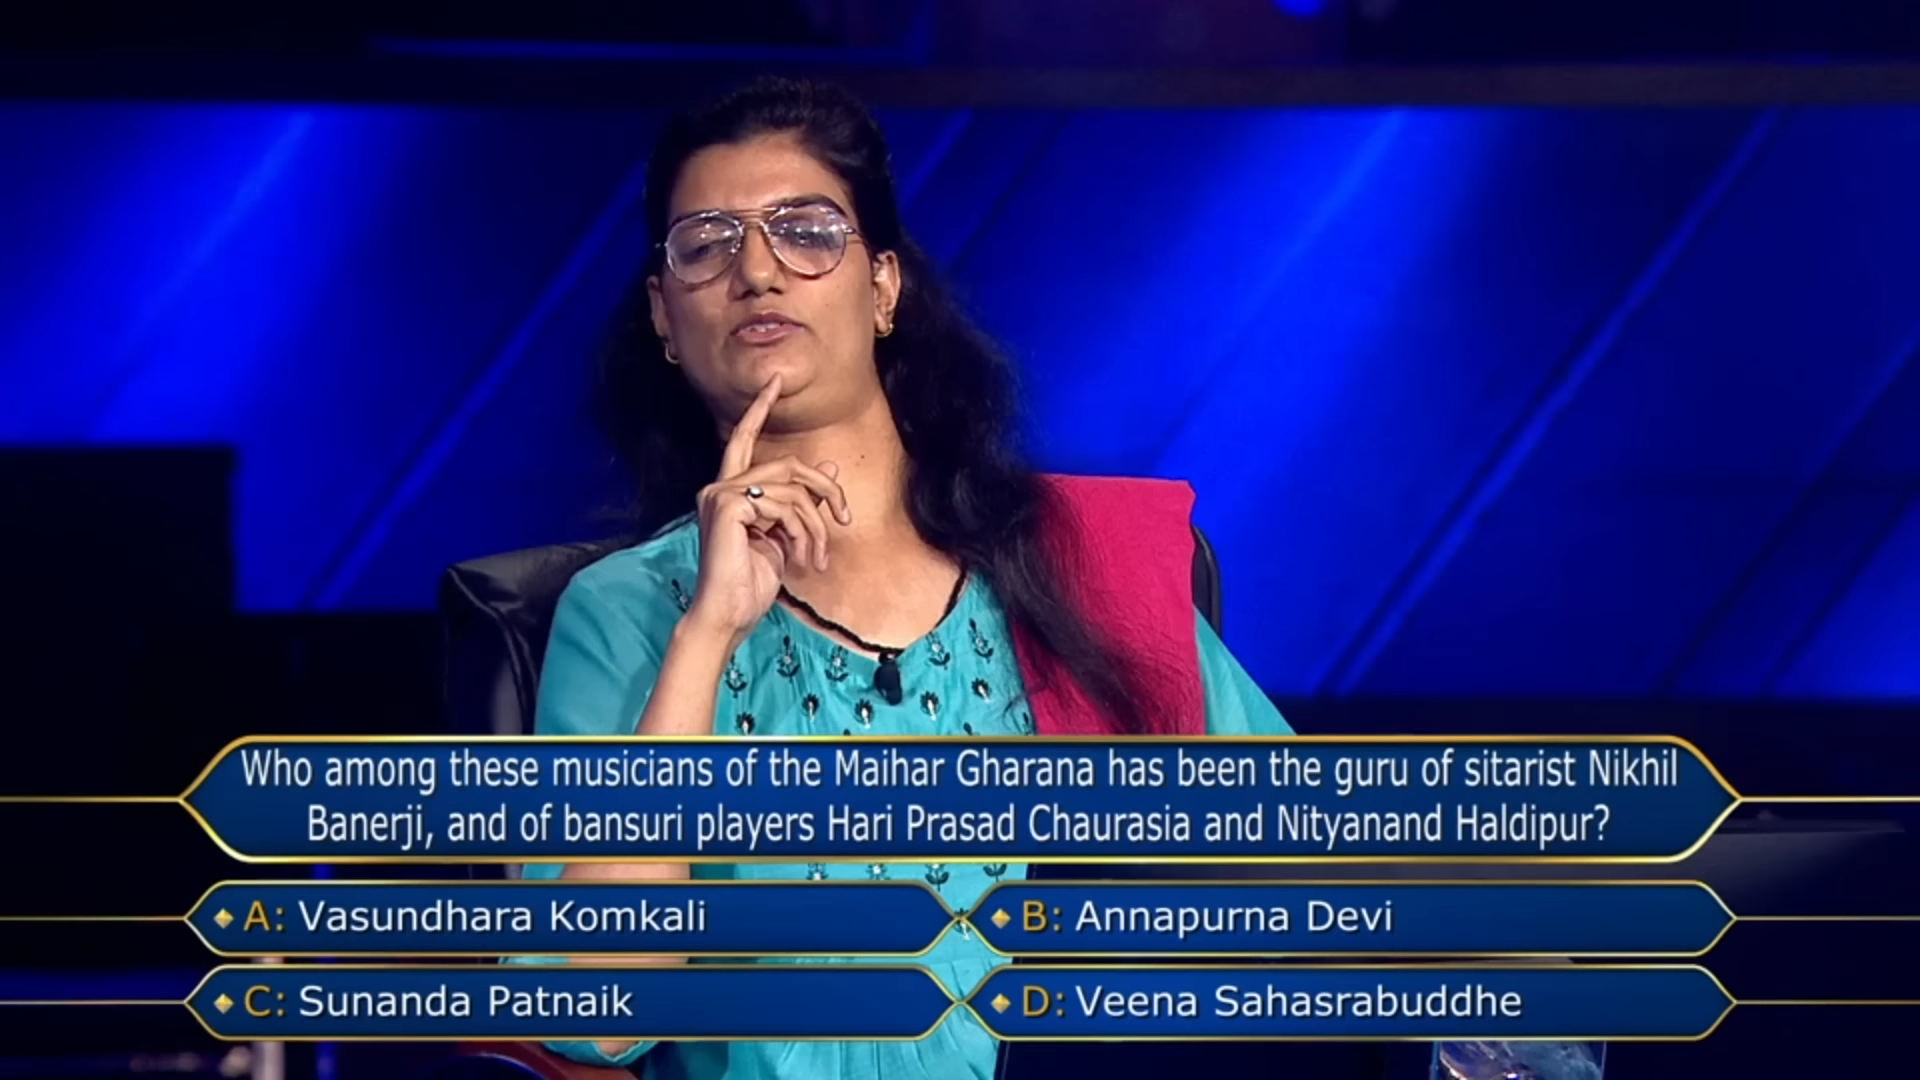 Who among these musicians of the Maihar Gharana has been the guru of sitarist Nikhil
Banerji, and of bansuri players Hari Prasad Chaurasia and Nityanand Haldipur?
A: Vasundhara Komkali
B: Annapurna Devi
C: Sunanda Patnaik
D: Veena Sahasrabuddhe